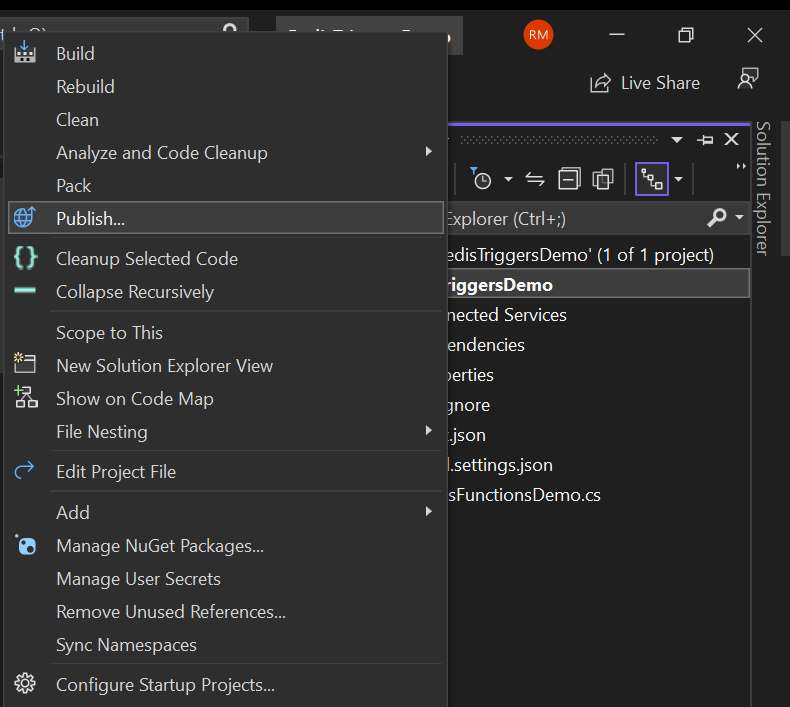 RM
Live Share
Build
Rebuild
Clean
Analyze and Code Cleanup
Pack
Publish...
Cleanup Selected Code
Collapse Recursively
Scope to This
New Solution Explorer View
Show on Code Map
File Nesting
Edit Project File
Add
Manage NuGet Packages...
Manage User Secrets
Remove Unused References...
Sync Namespaces
Configure Startup Projects...
Explorer (Ctrl+;)
edisTriggersDemo' (1 of 1 project)
riggersDemo
nected Services
endencies
erties
gnore
.json
l.settings.json
sFunctionsDemo.cs
Solution Explorer